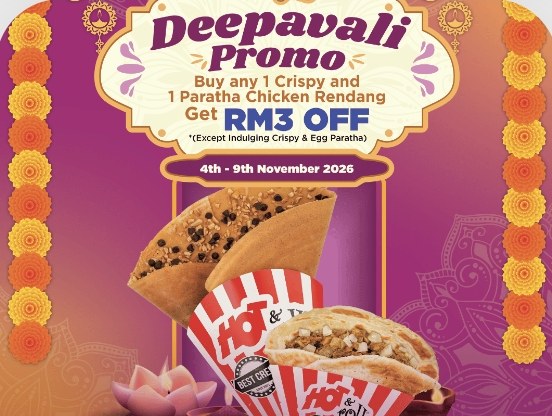 Deepavali
Promo
Buy any 1 Crispy and
1 Paratha Chicken Rendang
Get RM3 OFF
*(Except Indulging Crispy & Egg Paratha)
4th - 9th November 2026
HOT &
BEST CRE
HOT &